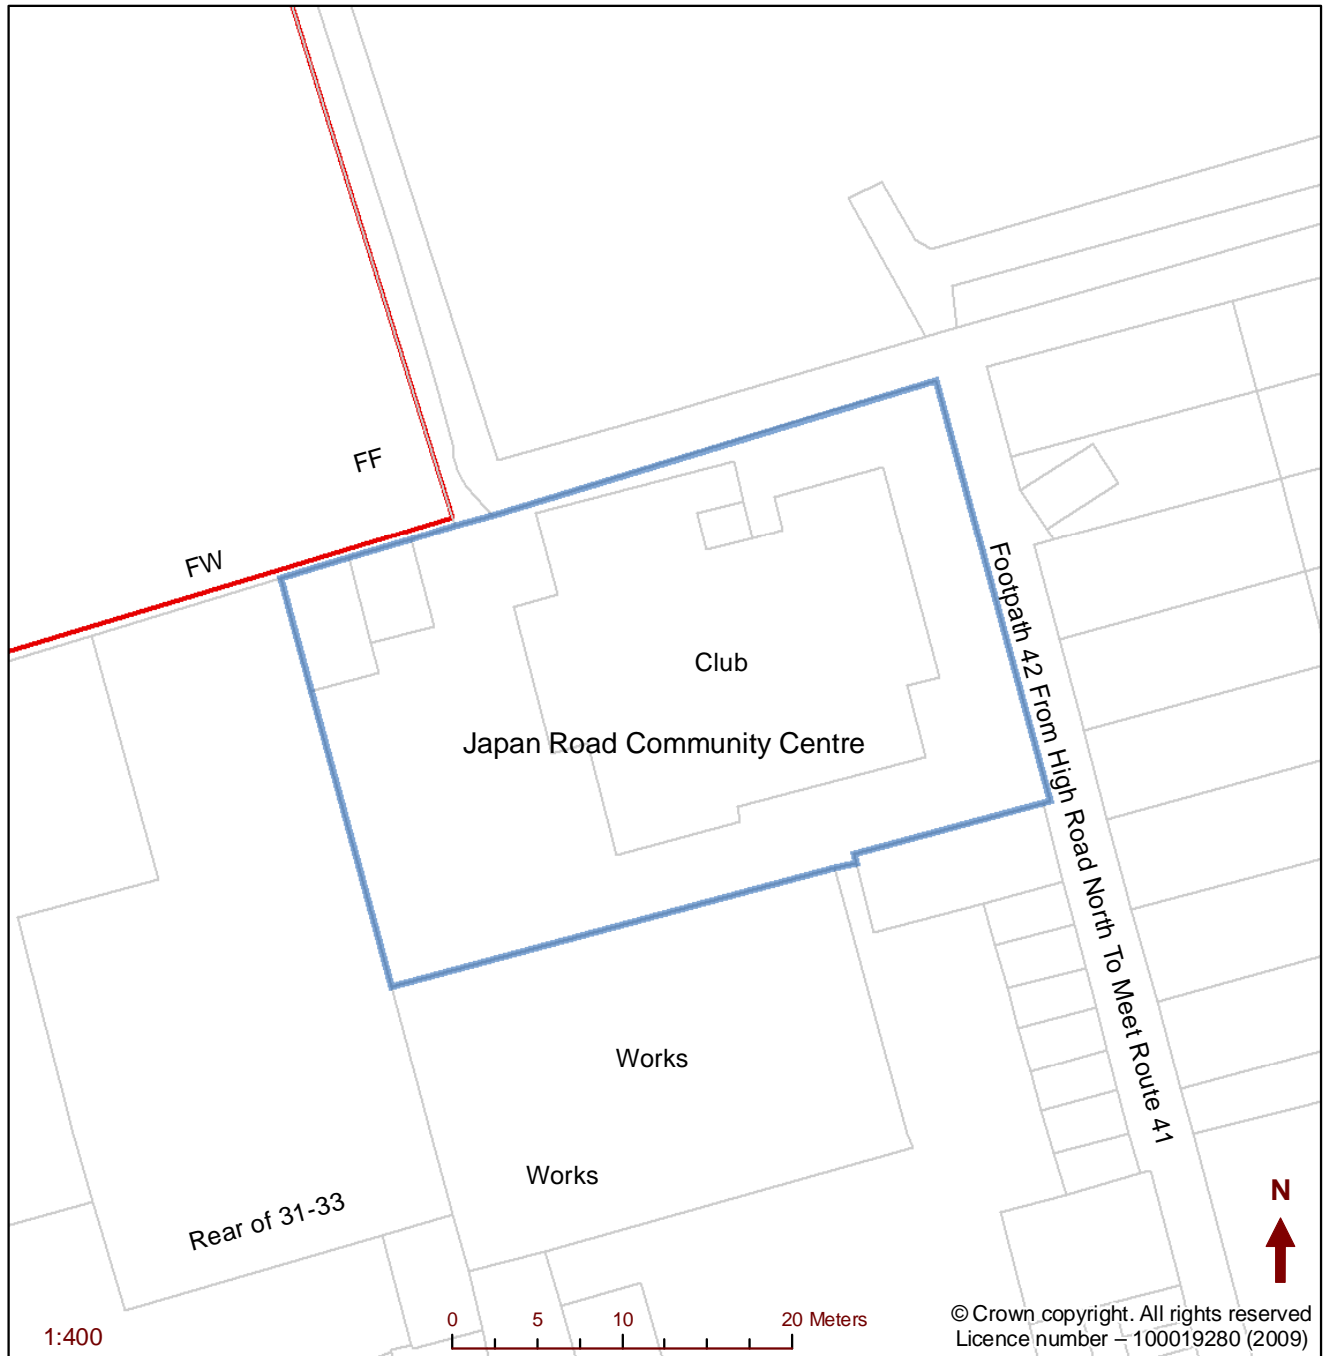 FF
FW
Footpath 42 From High Road North To Meet Route 41
Club
Japan Road Community Centre
Works
Works
Rear of 31-33
N
0 5 10 20 Meters
1:400
© Crown copyright. All rights reserved
Licence number – 100019280 (2009)